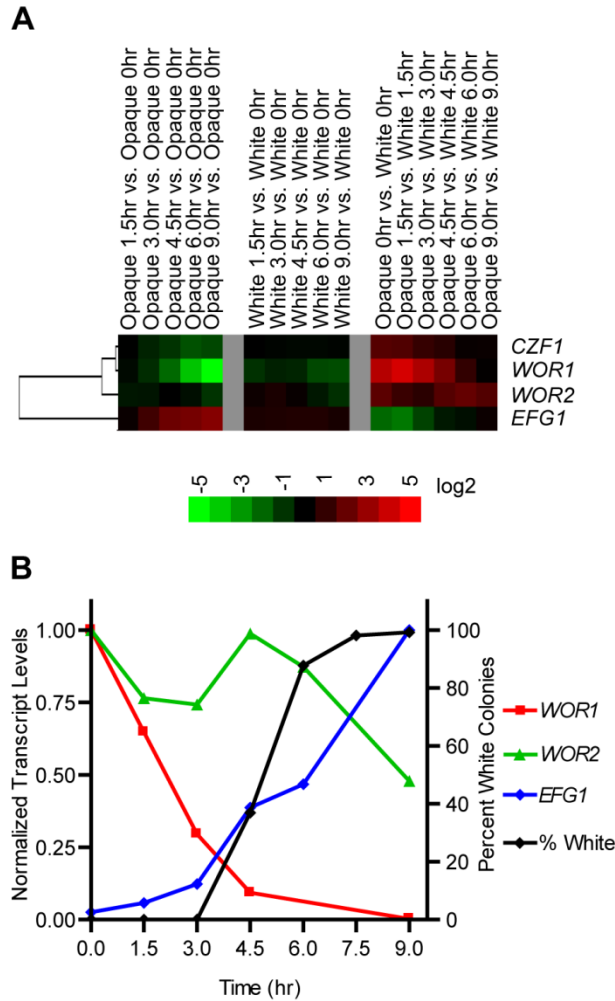 A
Opaque 1.5hr vs. Opaque 0hr
Opaque 3.0hr vs. Opaque 0hr
Opaque 4.5hr vs. Opaque 0hr
Opaque 6.0hr vs. Opaque 0hr
Opaque 9.0hr vs. Opaque 0hr
White 1.5hr vs. White 0hr
White 3.0hr vs. White 0hr
White 4.5hr vs. White 0hr
White 6.0hr vs. White 0hr
White 9.0hr vs. White 0hr
Opaque 0hr vs. White 0hr
Opaque 1.5hr vs. White 1.5hr
Opaque 3.0hr vs. White 3.0hr
Opaque 4.5hr vs. White 4.5hr
Opaque 6.0hr vs. White 6.0hr
Opaque 9.0hr vs. White 9.0hr
CZF1
WOR1
WOR2
EFG1
-5 -3 -1 1 3 5 log2
B
Normalized Transcript Levels
1.00
0.75
0.50
0.25
0.00
0.0 1.5 3.0 4.5 6.0 7.5 9.0
Time (hr)
100
80
60
40
20
0
Percent White Colonies
WOR1
WOR2
EFG1
% White